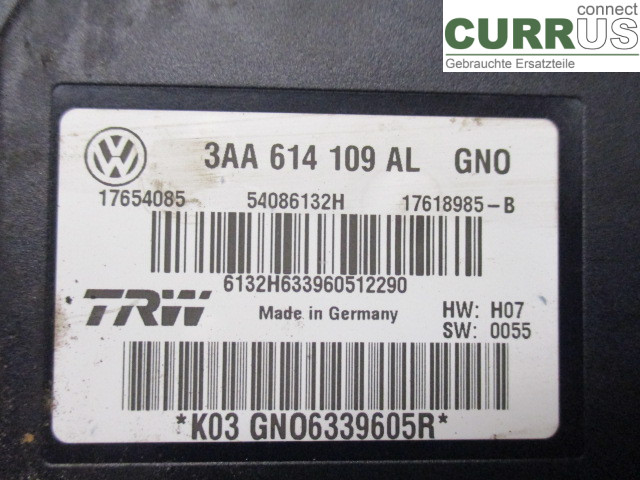 connect
CURRUS
Gebrauchte Ersatzteile
3AA 614 109 AL GNO
17654085 54086132H 17618985-B
6132H633960512290
TRW Made in Germany HW: H07
SW: 0055
*K03 GNO6339605R*